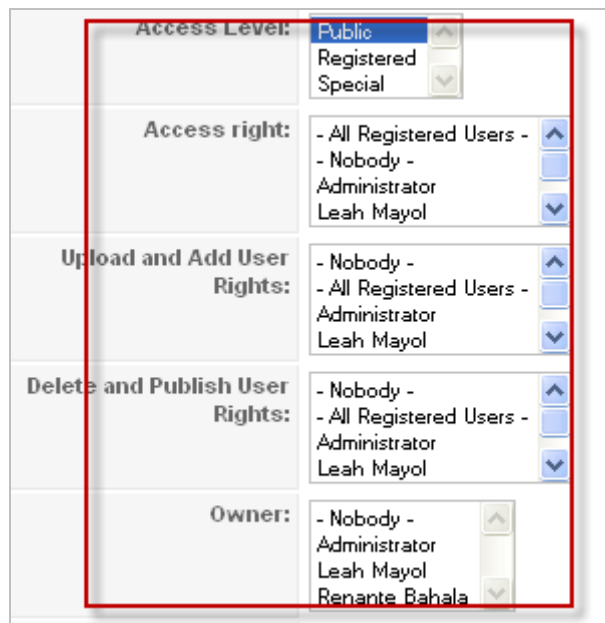 Access Level:
Public
Registered
Special
Access right:
- All Registered Users -
- Nobody -
Administrator
Leah Mayol
Upload and Add User
Rights:
- Nobody -
- All Registered Users -
Administrator
Leah Mayol
Delete and Publish User
Rights:
- Nobody -
- All Registered Users -
Administrator
Leah Mayol
Owner:
- Nobody -
Administrator
Leah Mayol
Renante Bahala